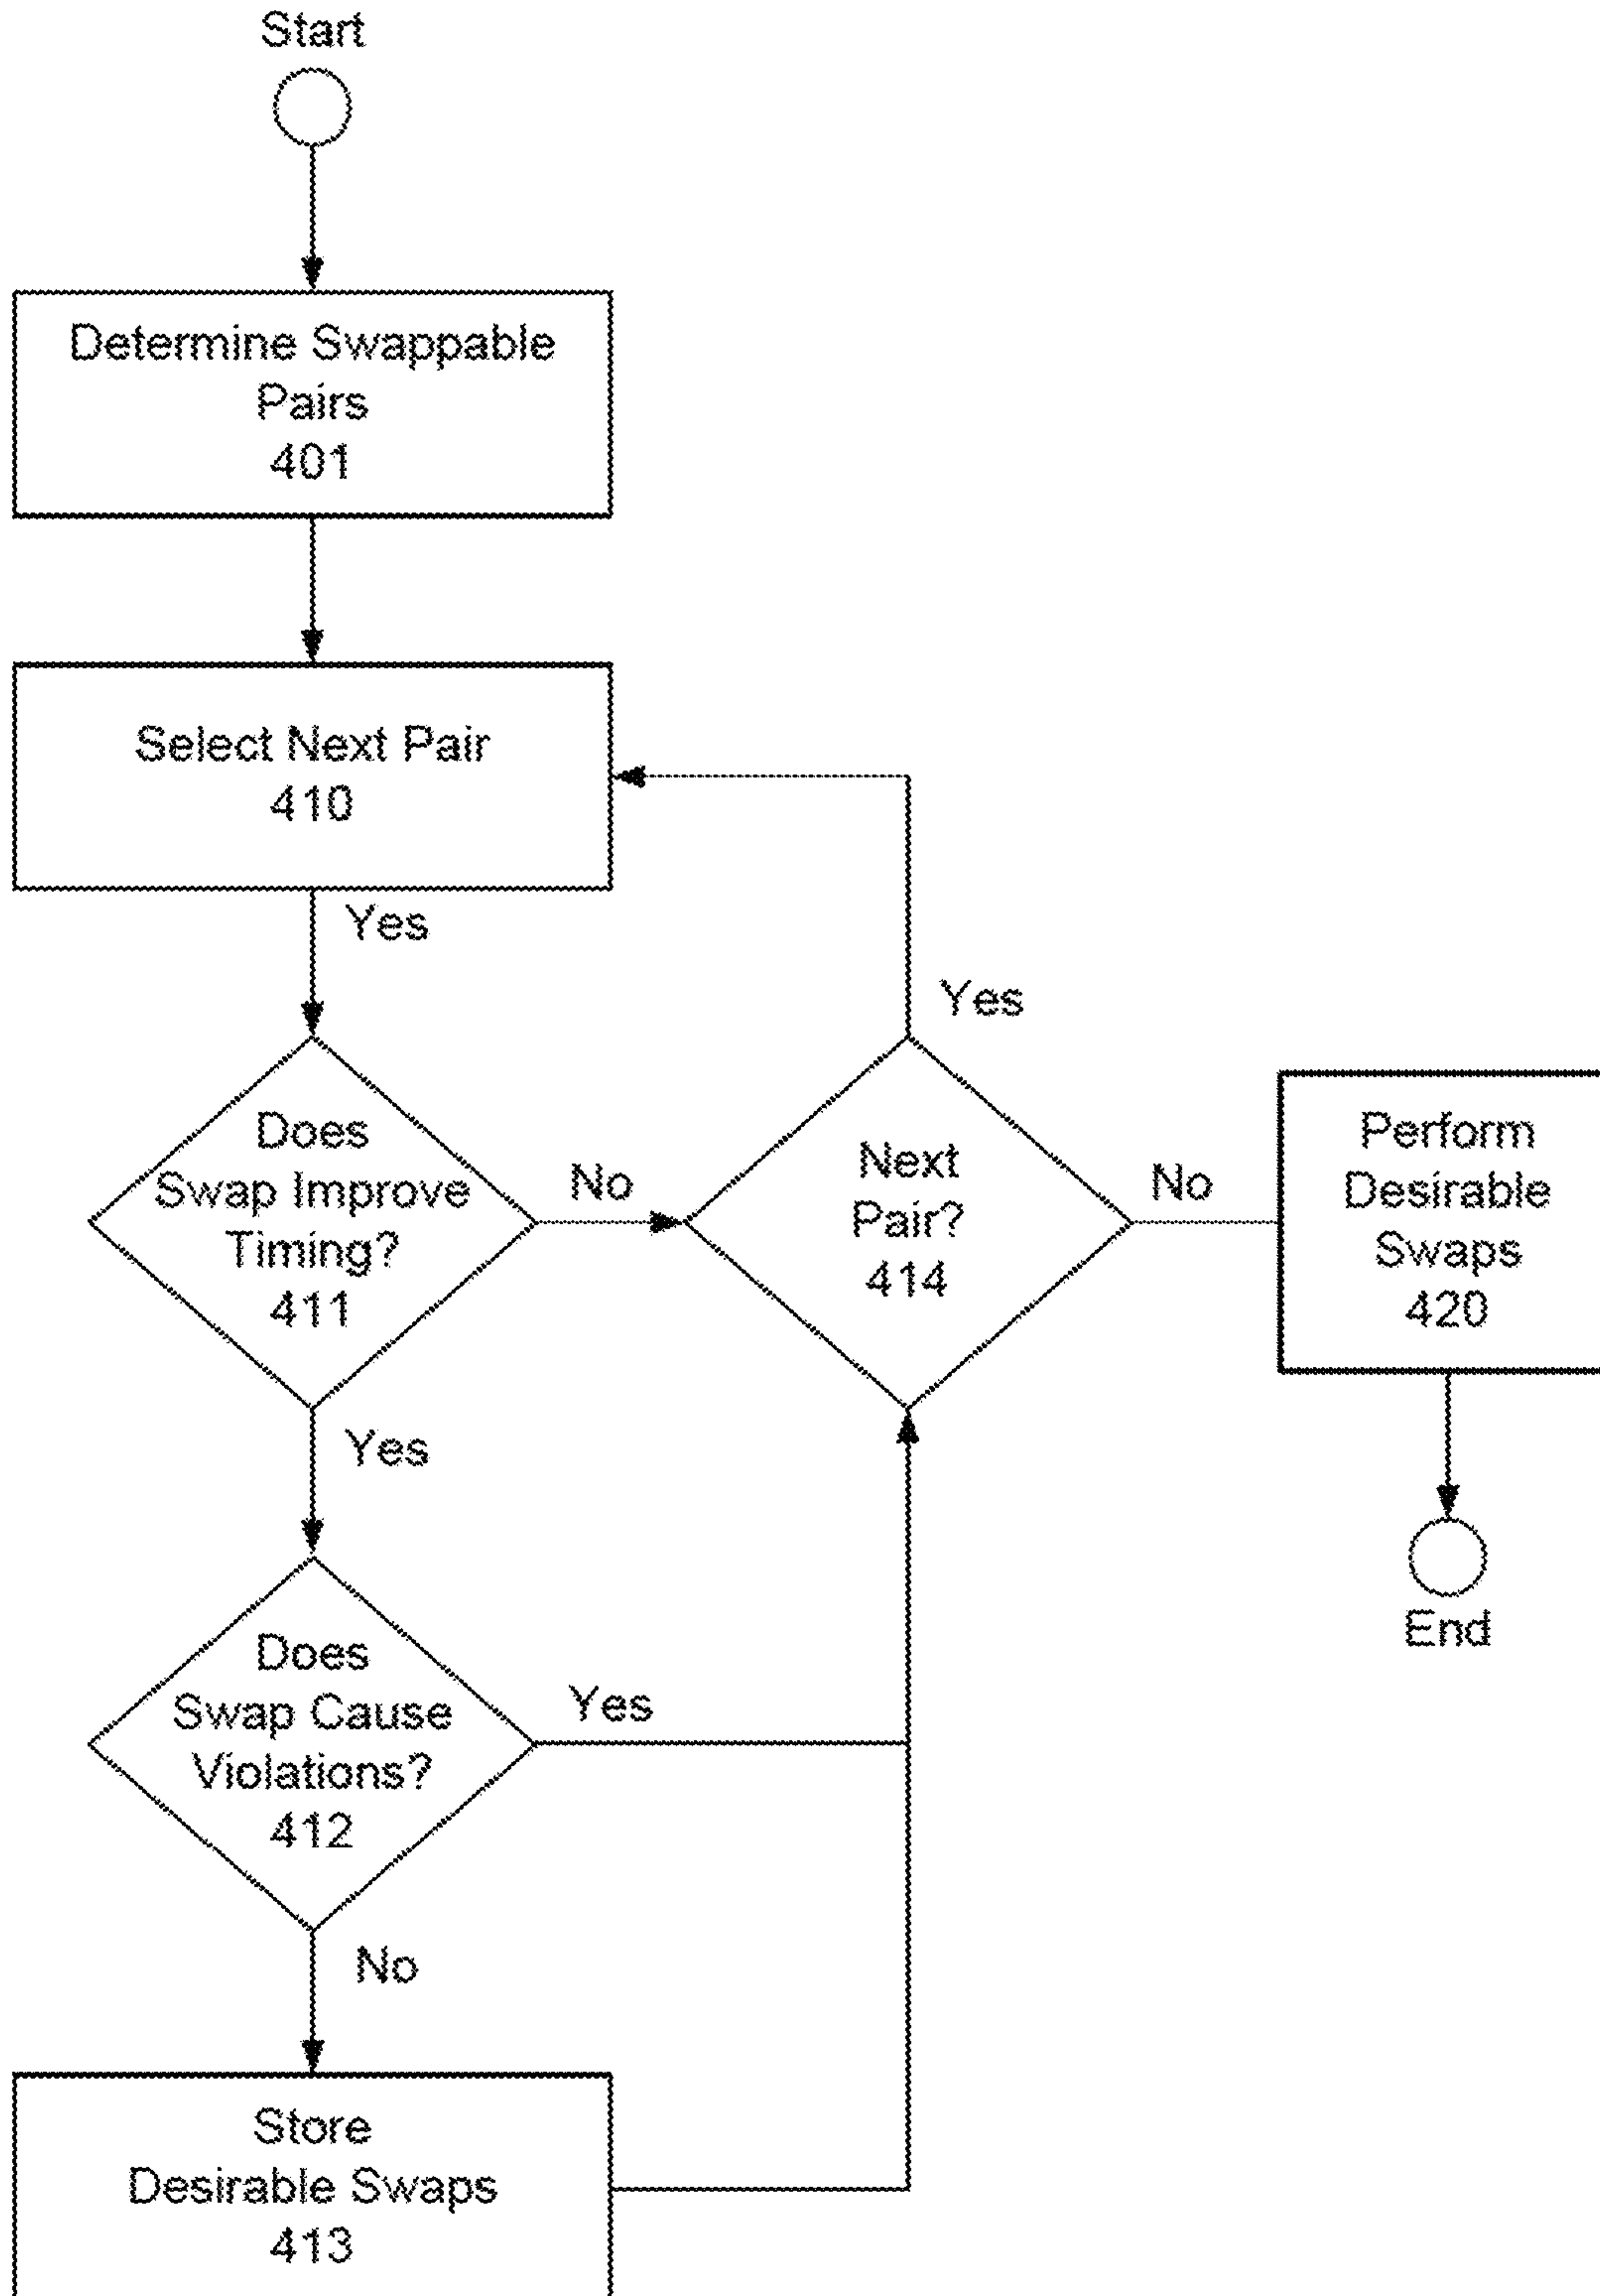 Start
Determine Swappable
Pairs
401
Select Next Pair
410
Yes
Does
Swap Improve
Timing?
411
No
Yes
Next
Pair?
414
No
Perform
Desirable
Swaps
420
End
Yes
Does
Swap Cause
Violations?
412
Yes
No
Store
Desirable Swaps
413